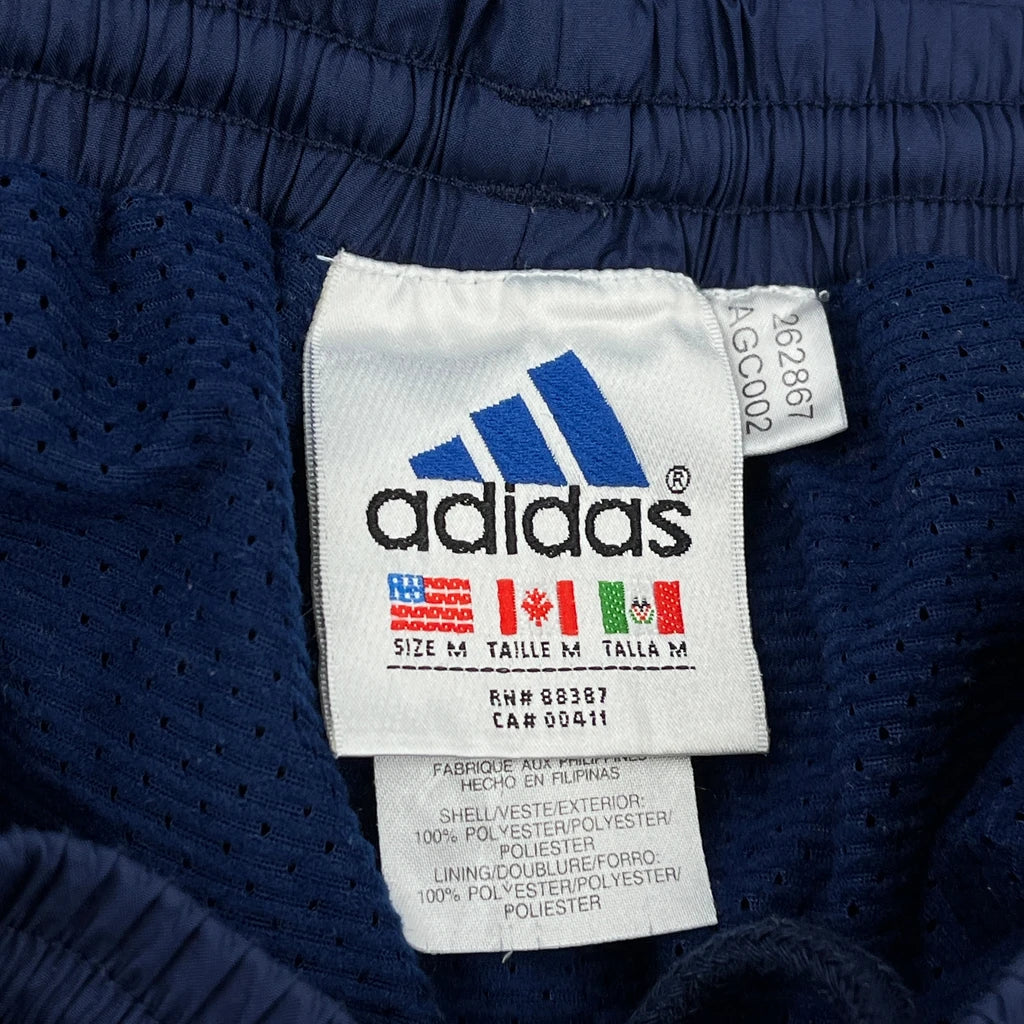 adidas®
SIZE M TAILLE M TALLA M
RN# 88387
CA# 00411
262867
AGC002
FABRIQUE AUX PHILIPPINES
HECHO EN FILIPINAS
SHELL/VESTE/EXTERIOR:
100% POLYESTER/POLYESTER/
POLIESTER
LINING/DOUBLURE/FORRO:
100% POLYESTER/POLYESTER/
POLIESTER